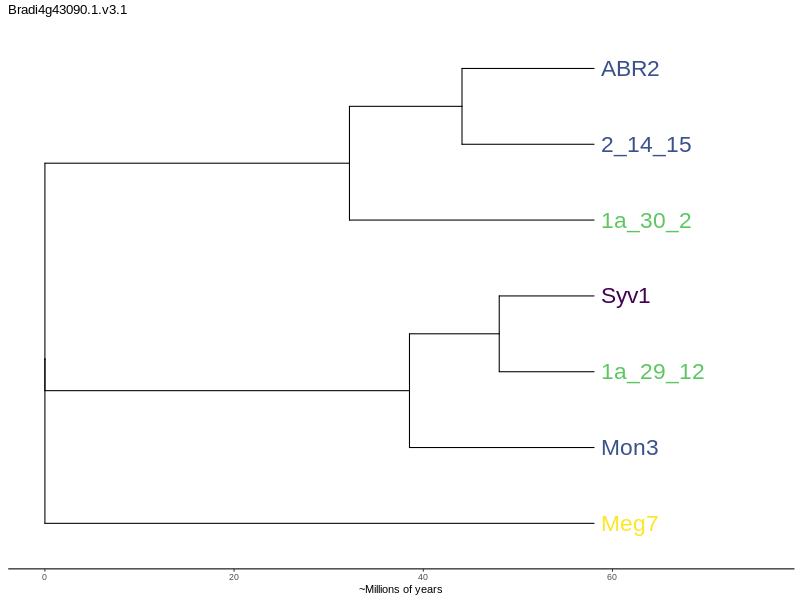 Bradi4g43090.1.v3.1
ABR2
2_14_15
1a_30_2
Syv1
1a_29_12
Mon3
Meg7
0 20 40 60
~Millions of years